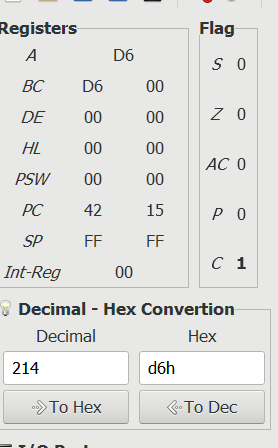 Registers
A D6
BC D6 00
DE 00 00
HL 00 00
PSW 00 00
PC 42 15
SP FF FF
Int-Reg 00
Flag
S 0
Z 0
AC 0
P 0
C 1
Decimal - Hex Convertion
Decimal Hex
214 d6h
To Hex To Dec